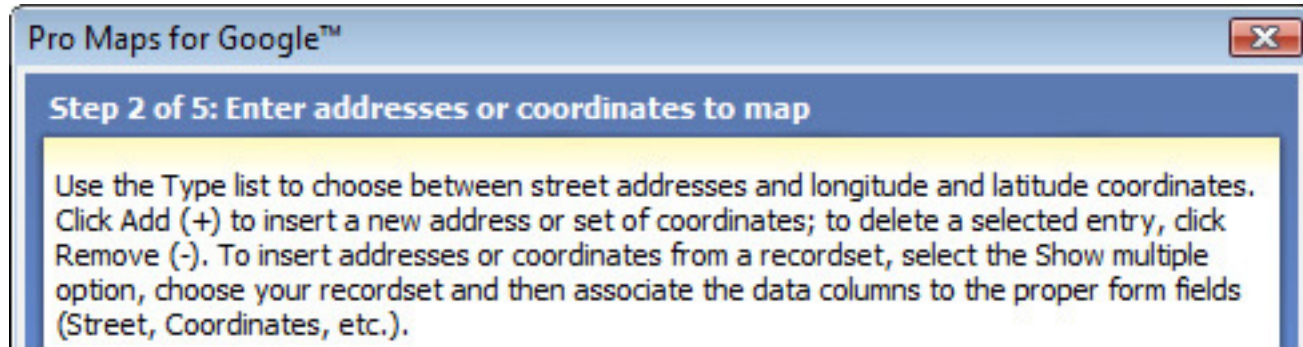 Pro Maps for Google™
Step 2 of 5: Enter addresses or coordinates to map
Use the Type list to choose between street addresses and longitude and latitude coordinates.
Click Add (+) to insert a new address or set of coordinates; to delete a selected entry, click
Remove (-). To insert addresses or coordinates from a recordset, select the Show multiple
option, choose your recordset and then associate the data columns to the proper form fields
(Street, Coordinates, etc.).